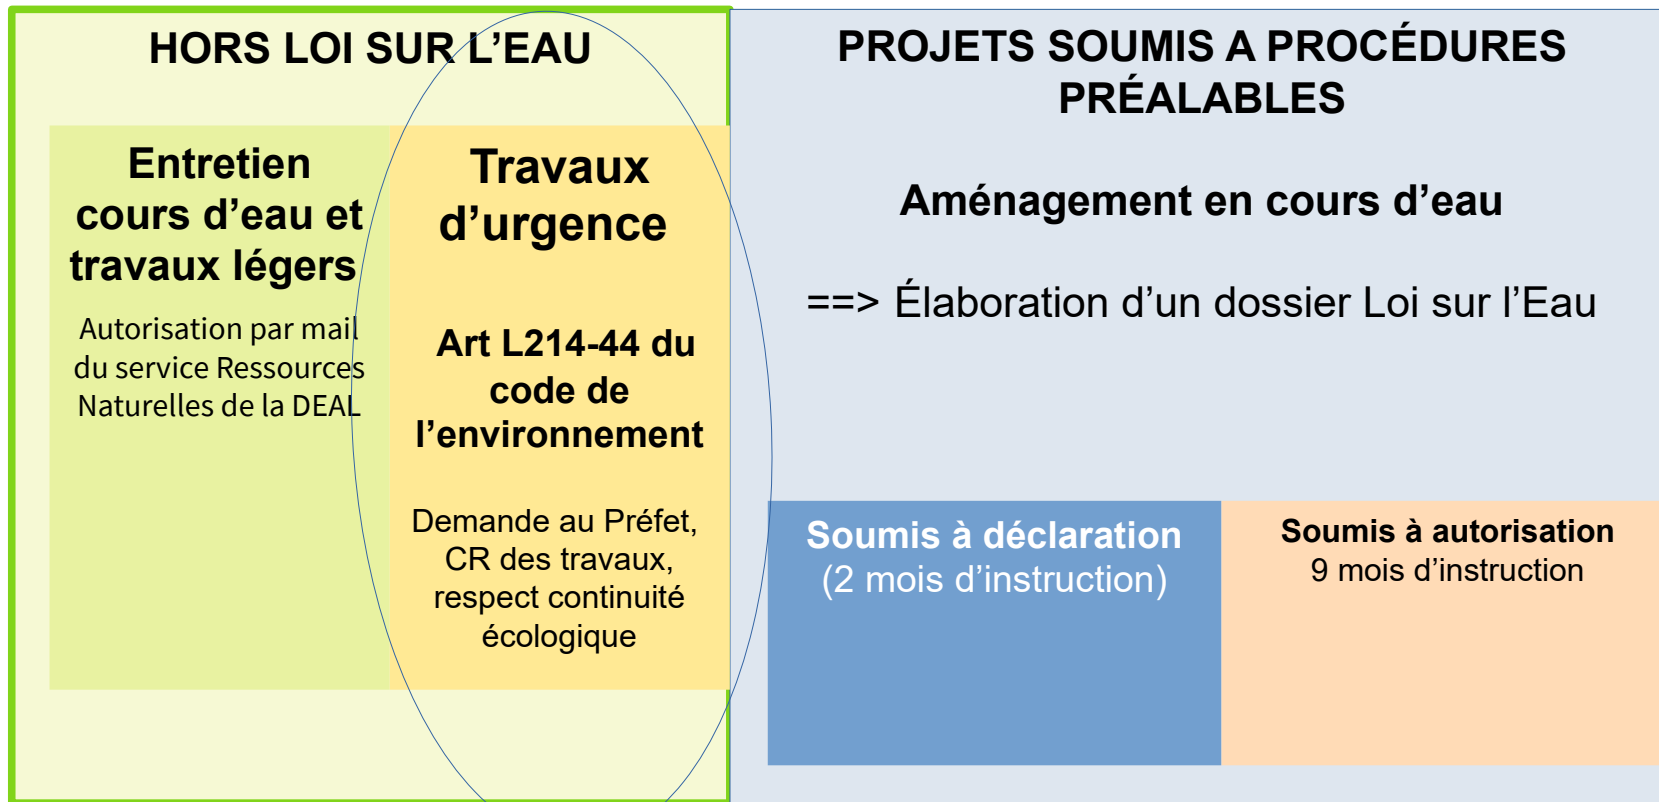 HORS LOI SUR L’EAU
Entretien
cours d’eau et
travaux légers
Autorisation par mail
du service Ressources
Naturelles de la DEAL
Travaux
d’urgence
Art L214-44 du
code de
l’environnement
Demande au Préfet,
CR des travaux,
respect continuité
écologique
PROJETS SOUMIS A PROCÉDURES
PRÉALABLES
Aménagement en cours d’eau
==> Élaboration d’un dossier Loi sur l’Eau
Soumis à déclaration
(2 mois d’instruction)
Soumis à autorisation
9 mois d’instruction